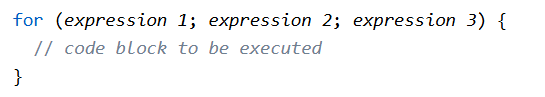 for (expression 1; expression 2; expression 3) {
  // code block to be executed
}